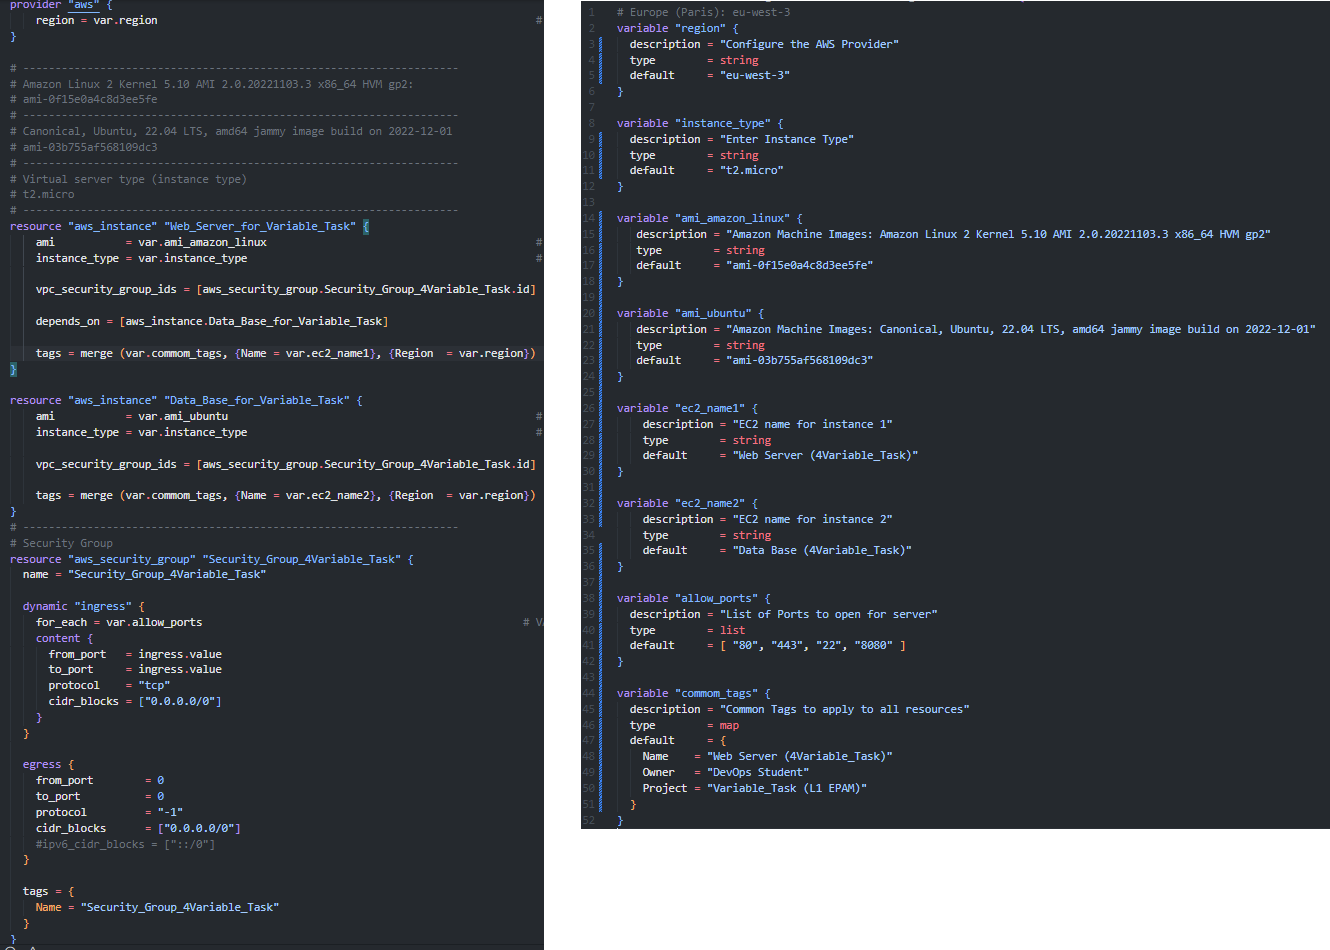 provider "aws" {
    region = var.region #
}
# --------------------------------------------------------------------
# Amazon Linux 2 Kernel 5.10 AMI 2.0.20221103.3 x86_64 HVM gp2:
# ami-0f15e0a4c8d3ee5fe
# --------------------------------------------------------------------
# Canonical, Ubuntu, 22.04 LTS, amd64 jammy image build on 2022-12-01
# ami-03b755af568109dc3
# --------------------------------------------------------------------
# Virtual server type (instance type)
# t2.micro
# --------------------------------------------------------------------
resource "aws_instance" "Web_Server_for_Variable_Task" {
    ami           = var.ami_amazon_linux #
    instance_type = var.instance_type #
    vpc_security_group_ids = [aws_security_group.Security_Group_4Variable_Task.id]
    depends_on = [aws_instance.Data_Base_for_Variable_Task]
    tags = merge (var.commom_tags, {Name = var.ec2_name1}, {Region  = var.region})
}
resource "aws_instance" "Data_Base_for_Variable_Task" {
    ami           = var.ami_ubuntu #
    instance_type = var.instance_type #
    vpc_security_group_ids = [aws_security_group.Security_Group_4Variable_Task.id]
    tags = merge (var.commom_tags, {Name = var.ec2_name2}, {Region  = var.region})
}
# --------------------------------------------------------------------
# Security Group
resource "aws_security_group" "Security_Group_4Variable_Task" {
  name = "Security_Group_4Variable_Task"
  dynamic "ingress" {
    for_each = var.allow_ports #
    content {
      from_port   = ingress.value
      to_port     = ingress.value
      protocol    = "tcp"
      cidr_blocks = ["0.0.0.0/0"]
    }
  }
  egress {
    from_port        = 0
    to_port          = 0
    protocol         = "-1"
    cidr_blocks      = ["0.0.0.0/0"]
    #ipv6_cidr_blocks = ["::/0"]
  }
  tags = {
    Name = "Security_Group_4Variable_Task"
  }
}
1 # Europe (Paris): eu-west-3
2 variable "region" {
3   description = "Configure the AWS Provider"
4   type        = string
5   default     = "eu-west-3"
6 }
7
8 variable "instance_type" {
9   description = "Enter Instance Type"
10   type        = string
11   default     = "t2.micro"
12 }
13
14 variable "ami_amazon_linux" {
15    description = "Amazon Machine Images: Amazon Linux 2 Kernel 5.10 AMI 2.0.20221103.3 x86_64 HVM gp2"
16    type        = string
17    default     = "ami-0f15e0a4c8d3ee5fe"
18 }
19
20 variable "ami_ubuntu" {
21    description = "Amazon Machine Images: Canonical, Ubuntu, 22.04 LTS, amd64 jammy image build on 2022-12-01"
22    type        = string
23    default     = "ami-03b755af568109dc3"
24 }
25
26 variable "ec2_name1" {
27     description = "EC2 name for instance 1"
28     type        = string
29     default     = "Web Server (4Variable_Task)"
30 }
31
32 variable "ec2_name2" {
33     description = "EC2 name for instance 2"
34     type        = string
35     default     = "Data Base (4Variable_Task)"
36 }
37
38 variable "allow_ports" {
39   description = "List of Ports to open for server"
40   type        = list
41   default     = [ "80", "443", "22", "8080" ]
42 }
43
44 variable "commom_tags" {
45   description = "Common Tags to apply to all resources"
46   type        = map
47   default     = {
48     Name    = "Web Server (4Variable_Task)"
49     Owner   = "DevOps Student"
50     Project = "Variable_Task (L1 EPAM)"
51   }
52 }